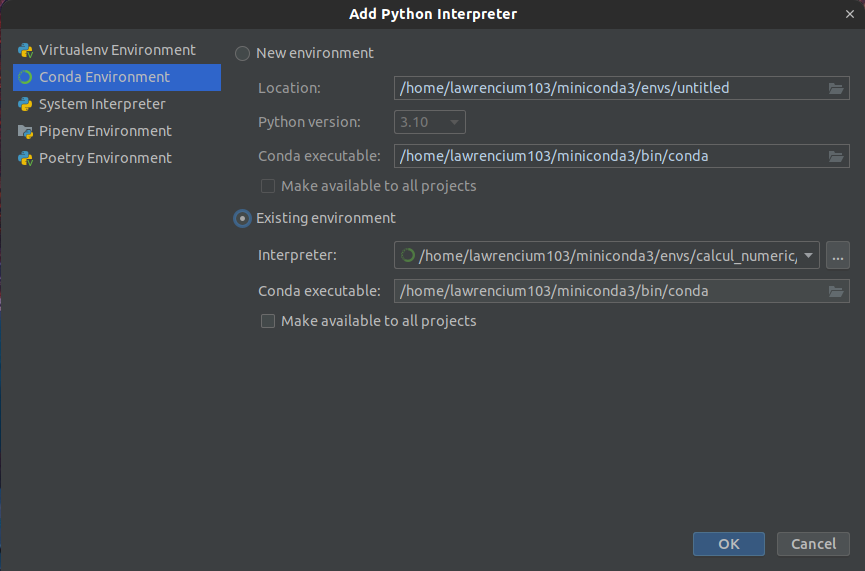 Add Python Interpreter
Virtualenv Environment
Conda Environment
System Interpreter
Pipenv Environment
Poetry Environment
New environment
Location: /home/lawrencium103/miniconda3/envs/untitled
Python version: 3.10
Conda executable: /home/lawrencium103/miniconda3/bin/conda
Make available to all projects
Existing environment
Interpreter: /home/lawrencium103/miniconda3/envs/calcul_numeric/ ...
Conda executable: /home/lawrencium103/miniconda3/bin/conda
Make available to all projects
OK Cancel